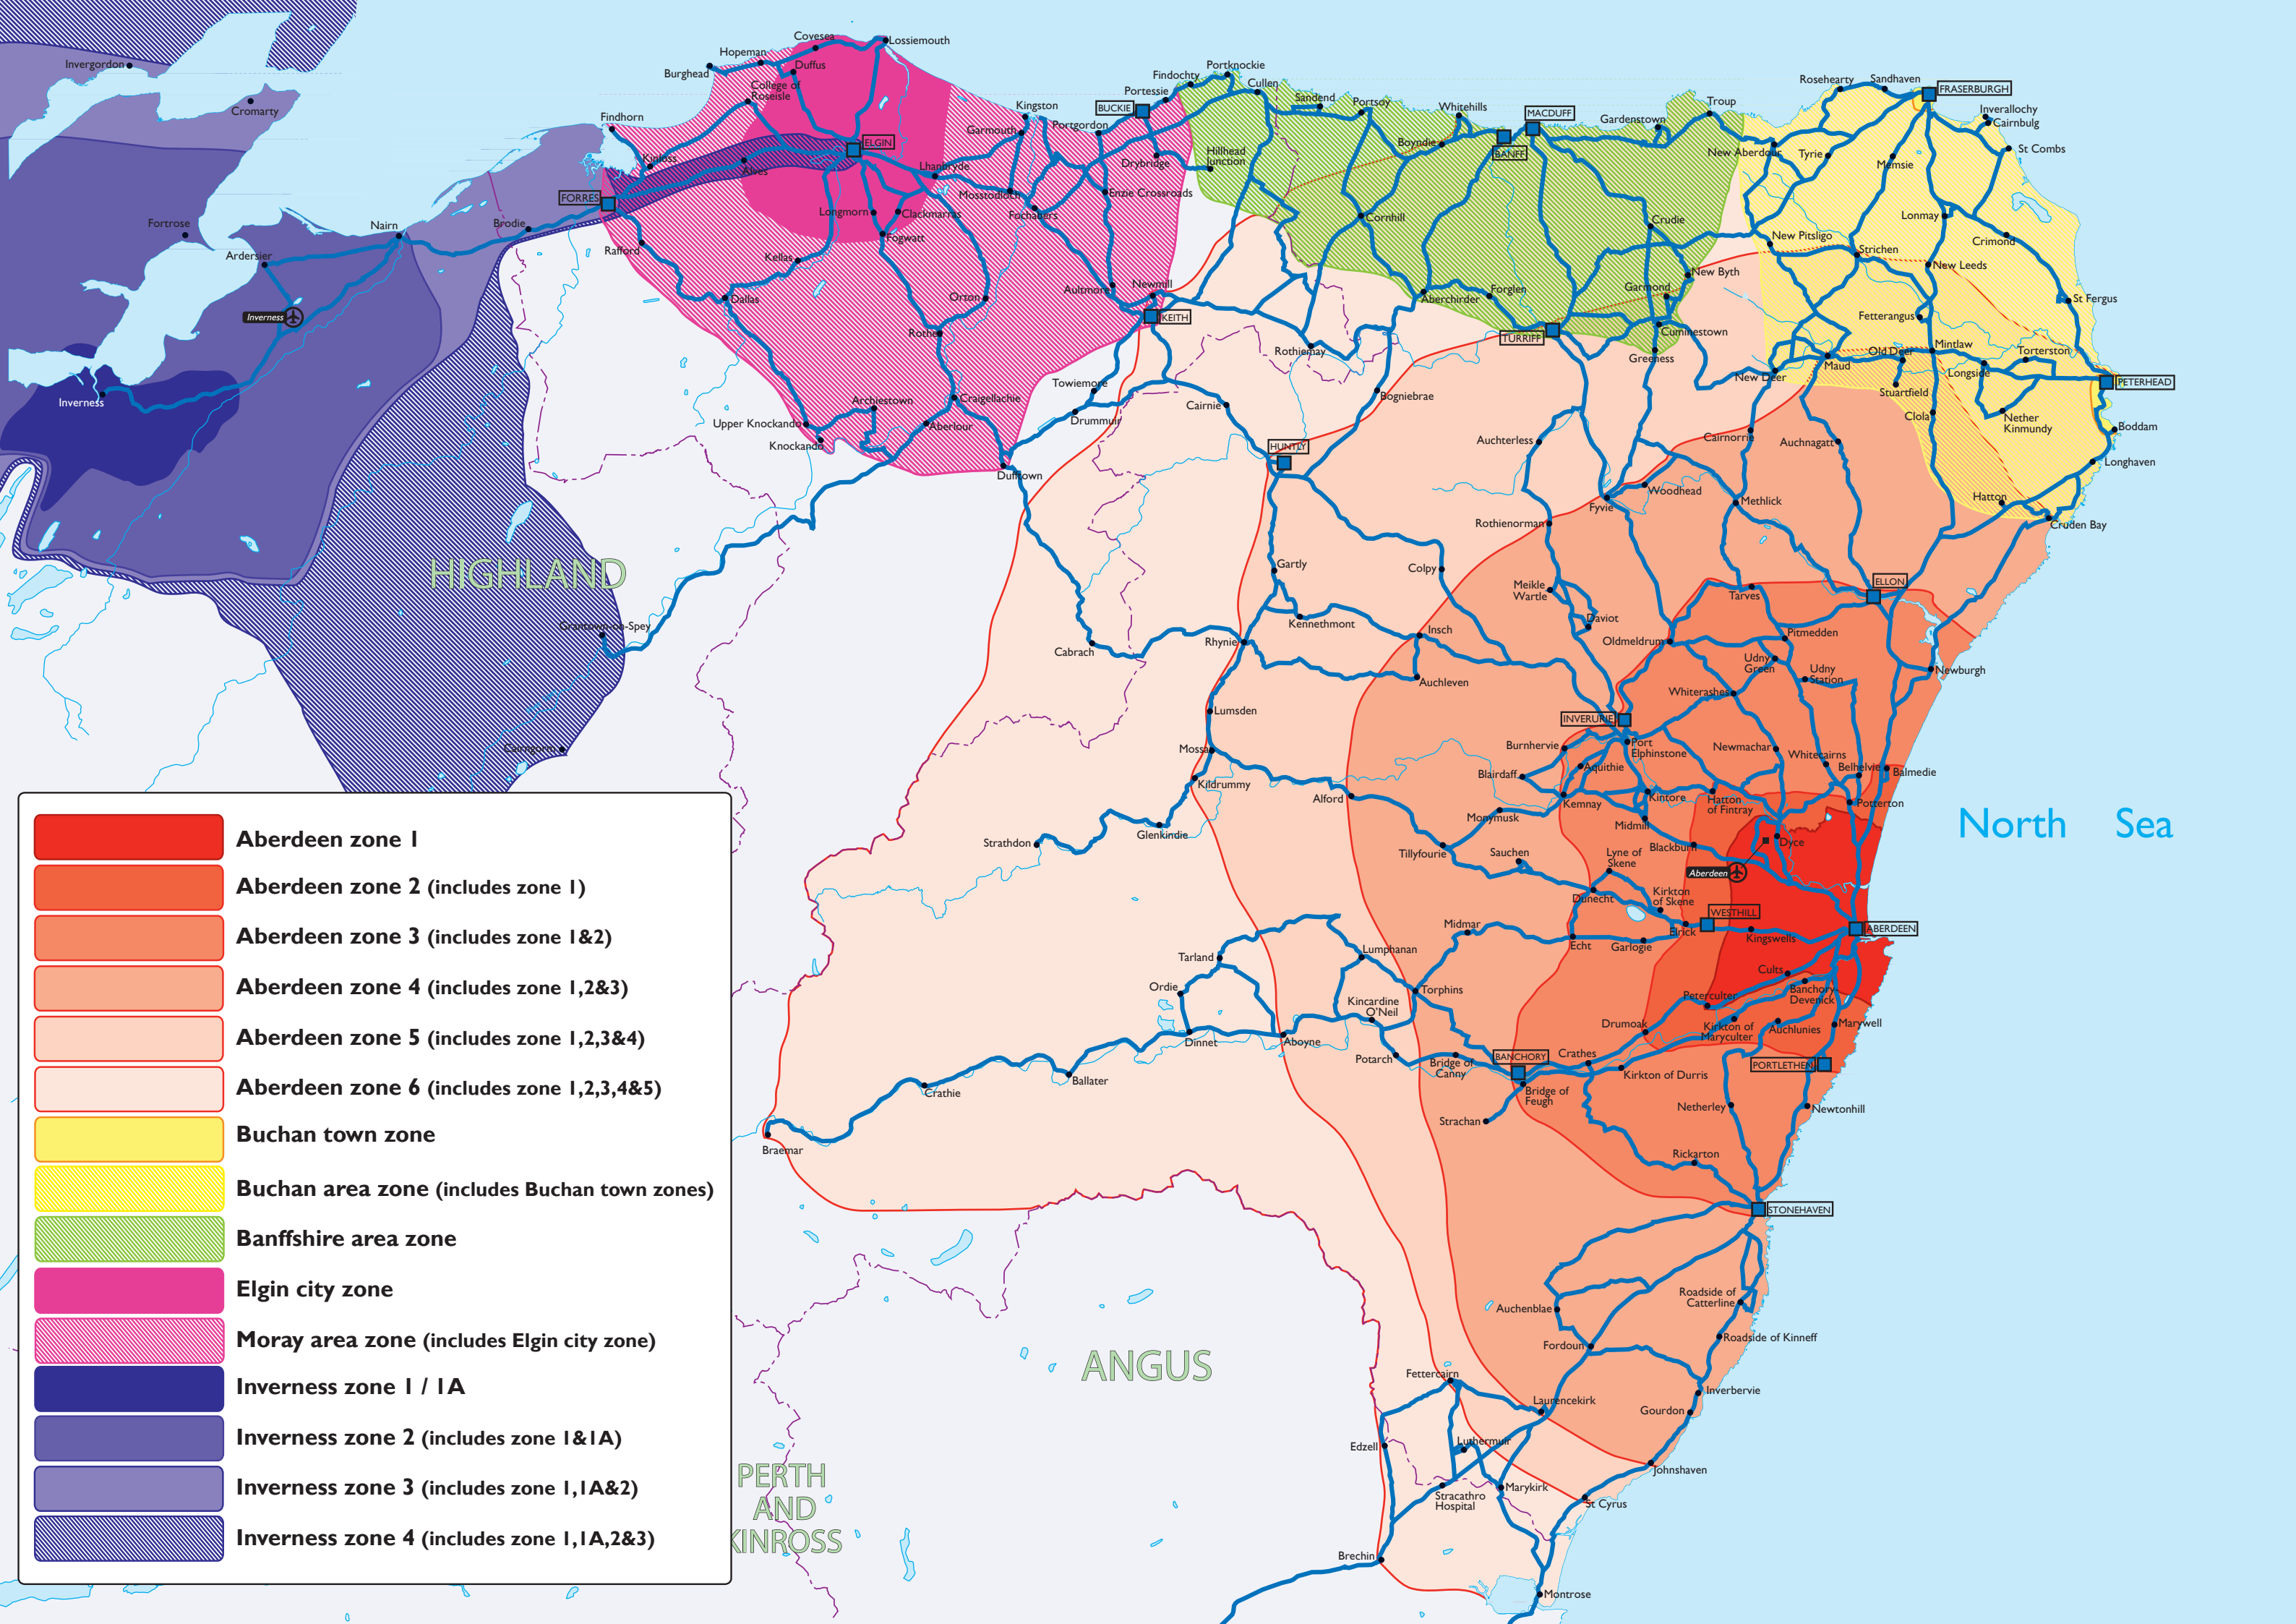 Invergordon
Cromarty
Fortrose
Ardersier
Nairn
Brodie
Inverness
Inverness
HIGHLAND
Grantown-on-Spey
Cairngorm
Burghead
Hopeman
Covesea
Lossiemouth
Duffus
College of
Roseisle
Findhorn
Kinloss
Alves
ELGIN
FORRES
Rafford
Longmorn
Clackmarras
Fogwatt
Kellas
Dallas
Lhanbryde
Kingston
Garmouth
Mosstodloch
Fochabers
Portgordon
BUCKIE
Portessie
Findochty
Portknockie
Cullen
Drybridge
Enzie Crossroads
Orton
Rothes
Aultmore
Newmill
KEITH
Archiestown
Upper Knockando
Knockando
Craigellachie
Aberlour
Towiemore
Drummuir
Dufftown
Hillhead
Junction
Sandend
Portsoy
Whitehills
Boyndie
BANFF
MACDUFF
Gardenstown
Troup
Cornhill
Crudie
New Byth
Garmond
Cuminestown
Greeness
Forglen
Aberchirder
TURRIFF
Rothiemay
Bogniebrae
Cairnie
HUNTLY
Rosehearty
Sandhaven
FRASERBURGH
Inverallochy
Cairnbulg
St Combs
New Aberdour
Tyrie
Memsie
Lonmay
Crimond
New Pitsligo
Strichen
New Leeds
St Fergus
Fetterangus
Mintlaw
Old Deer
Torterston
Longside
PETERHEAD
Maud
New Deer
Stuartfield
Clola
Nether
Kinmundy
Boddam
Longhaven
Hatton
Cruden Bay
Auchterless
Cairnorrie
Auchnagatt
Woodhead
Fyvie
Methlick
Rothienorman
Gartly
Colpy
Meikle
Wartle
Daviot
Tarves
ELLON
Kennethmont
Insch
Oldmeldrum
Pitmedden
Rhynie
Cabrach
Auchleven
Udny
Green
Udny
Station
Newburgh
Whiterashes
Lumsden
INVERURIE
Port
Elphinstone
Burnhervie
Newmachar
Whitecairns
Belhelvie
Balmedie
Mossat
Kildrummy
Blairdaff
Aquithie
Kemnay
Kintore
Hatton
of Fintray
Potterton
Alford
Monymusk
Midmill
Glenkindie
Strathdon
Tillyfourie
Sauchen
Lyne of
Skene
Blackburn
Dyce
Aberdeen
Dunecht
Kirkton
of Skene
WESTHILL
Midmar
Echt
Garlogie
Elrick
Kingswells
ABERDEEN
North Sea
Tarland
Lumphanan
Cults
Ordie
Torphins
Kincardine
O'Neil
Peterculter
Banchory-
Devenick
Dinnet
Aboyne
Potarch
Bridge of
Canny
BANCHORY
Crathes
Drumoak
Kirkton of
Maryculter
Auchlunies
Marywell
PORTLETHEN
Kirkton of Durris
Ballater
Crathie
Braemar
Bridge of
Feugh
Strachan
Netherley
Newtonhill
Rickarton
STONEHAVEN
Auchenblae
Roadside of
Catterline
Fordoun
Roadside of Kinneff
Fettercairn
Laurencekirk
Inverbervie
Gourdon
Edzell
Luthermuir
Johnshaven
Stracathro
Hospital
Marykirk
St Cyrus
Brechin
Montrose
ANGUS
PERTH
AND
KINROSS
Aberdeen zone 1
Aberdeen zone 2 (includes zone 1)
Aberdeen zone 3 (includes zone 1&2)
Aberdeen zone 4 (includes zone 1,2&3)
Aberdeen zone 5 (includes zone 1,2,3&4)
Aberdeen zone 6 (includes zone 1,2,3,4&5)
Buchan town zone
Buchan area zone (includes Buchan town zones)
Banffshire area zone
Elgin city zone
Moray area zone (includes Elgin city zone)
Inverness zone 1 / 1A
Inverness zone 2 (includes zone 1&1A)
Inverness zone 3 (includes zone 1,1A&2)
Inverness zone 4 (includes zone 1,1A,2&3)